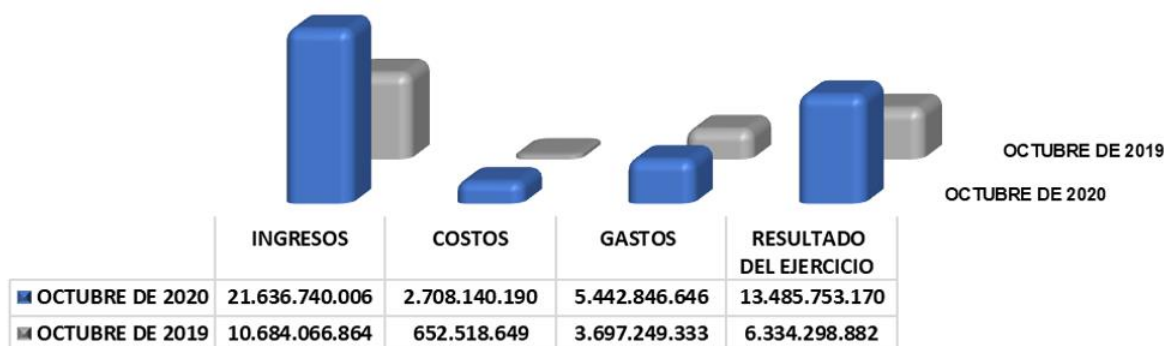 OCTUBRE DE 2019
OCTUBRE DE 2020
INGRESOS COSTOS GASTOS RESULTADO DEL EJERCICIO
OCTUBRE DE 2020 21.636.740.006 2.708.140.190 5.442.846.646 13.485.753.170
OCTUBRE DE 2019 10.684.066.864 652.518.649 3.697.249.333 6.334.298.882